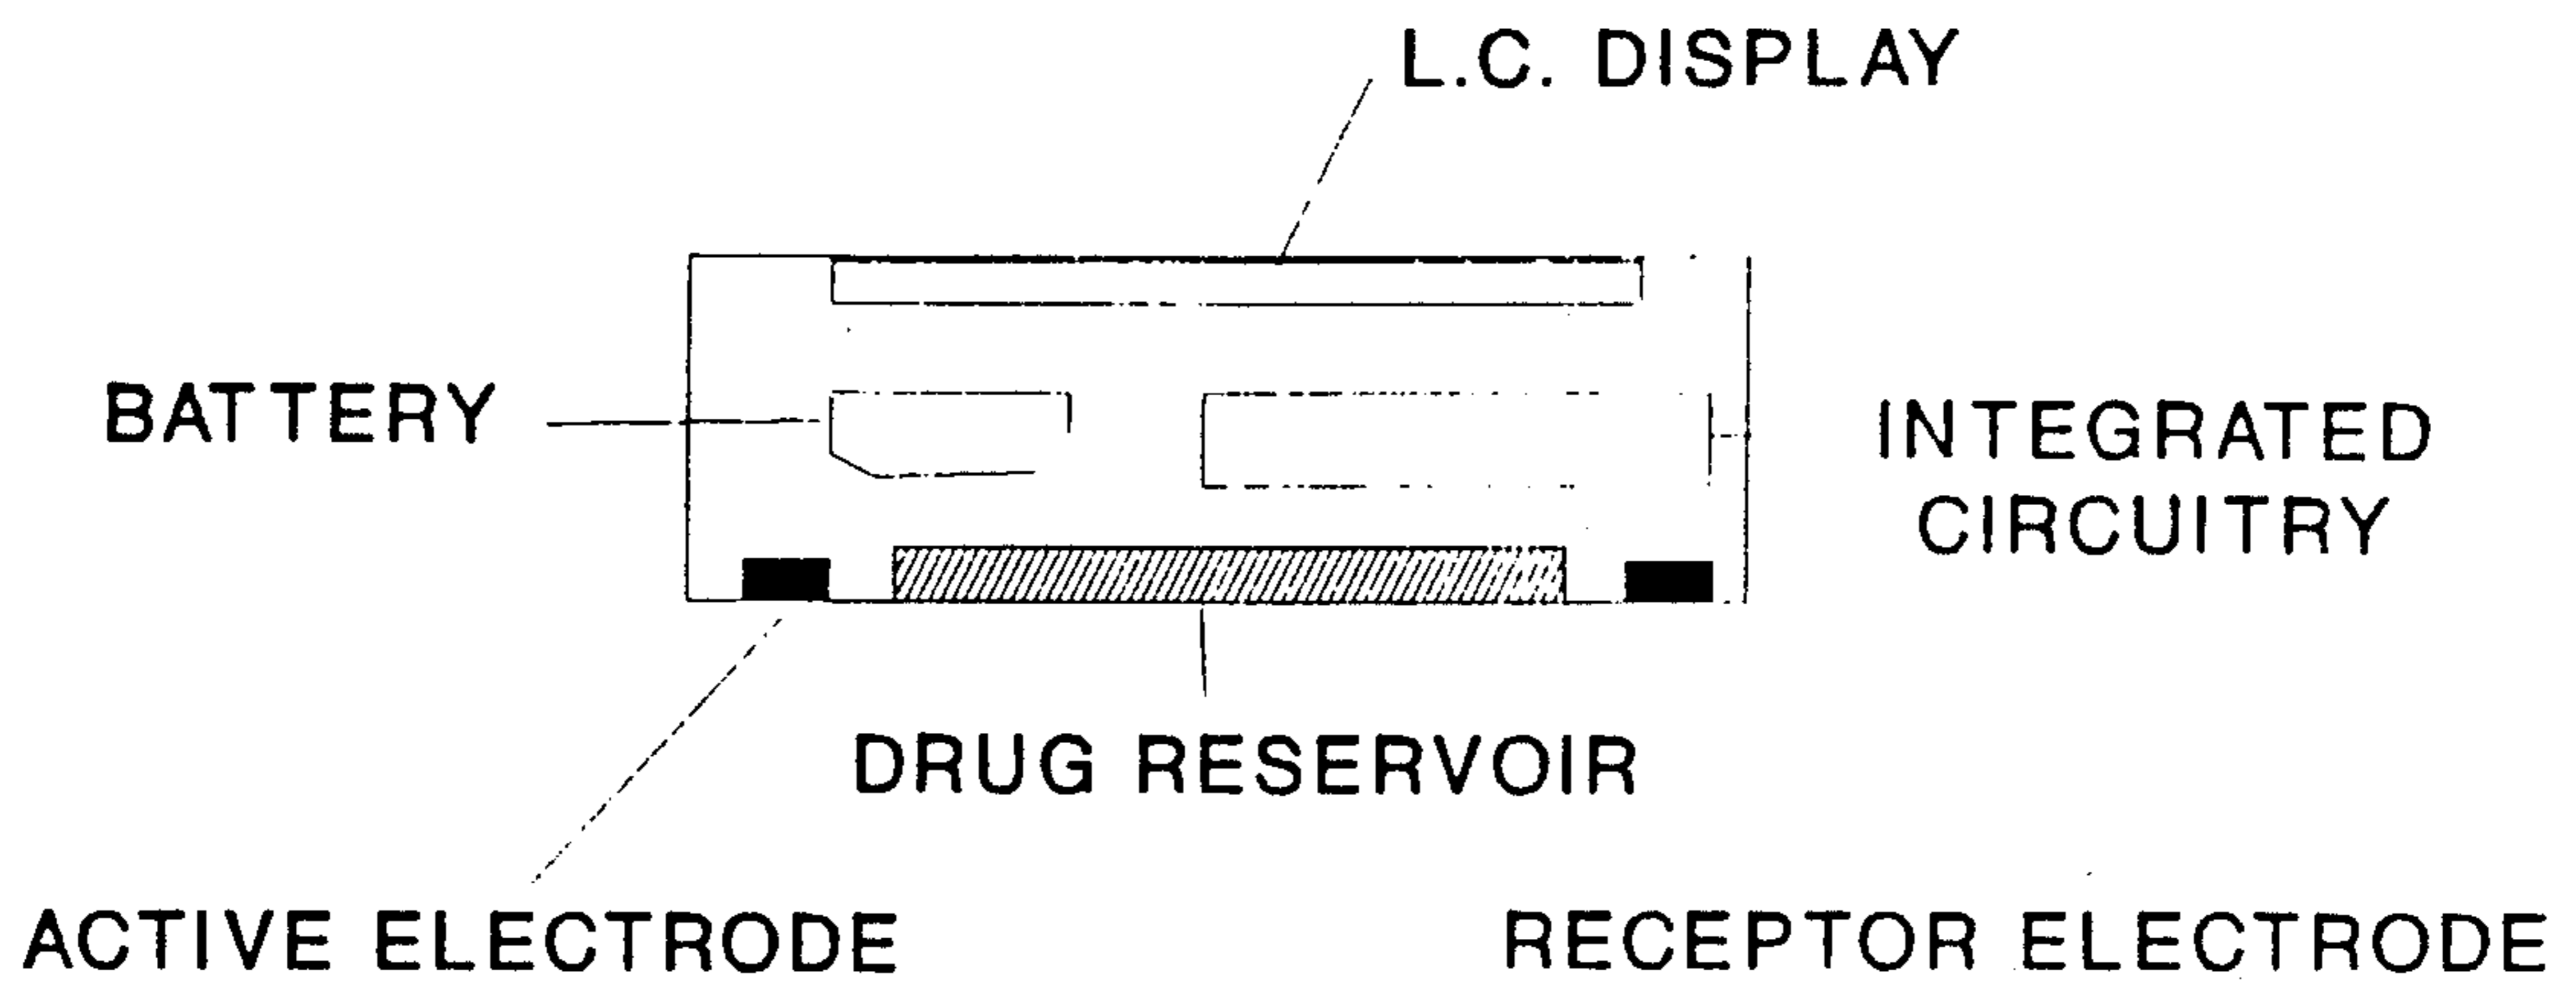 L.C. DISPLAY
BATTERY
INTEGRATED
CIRCUITRY
DRUG RESERVOIR
ACTIVE ELECTRODE
RECEPTOR ELECTRODE